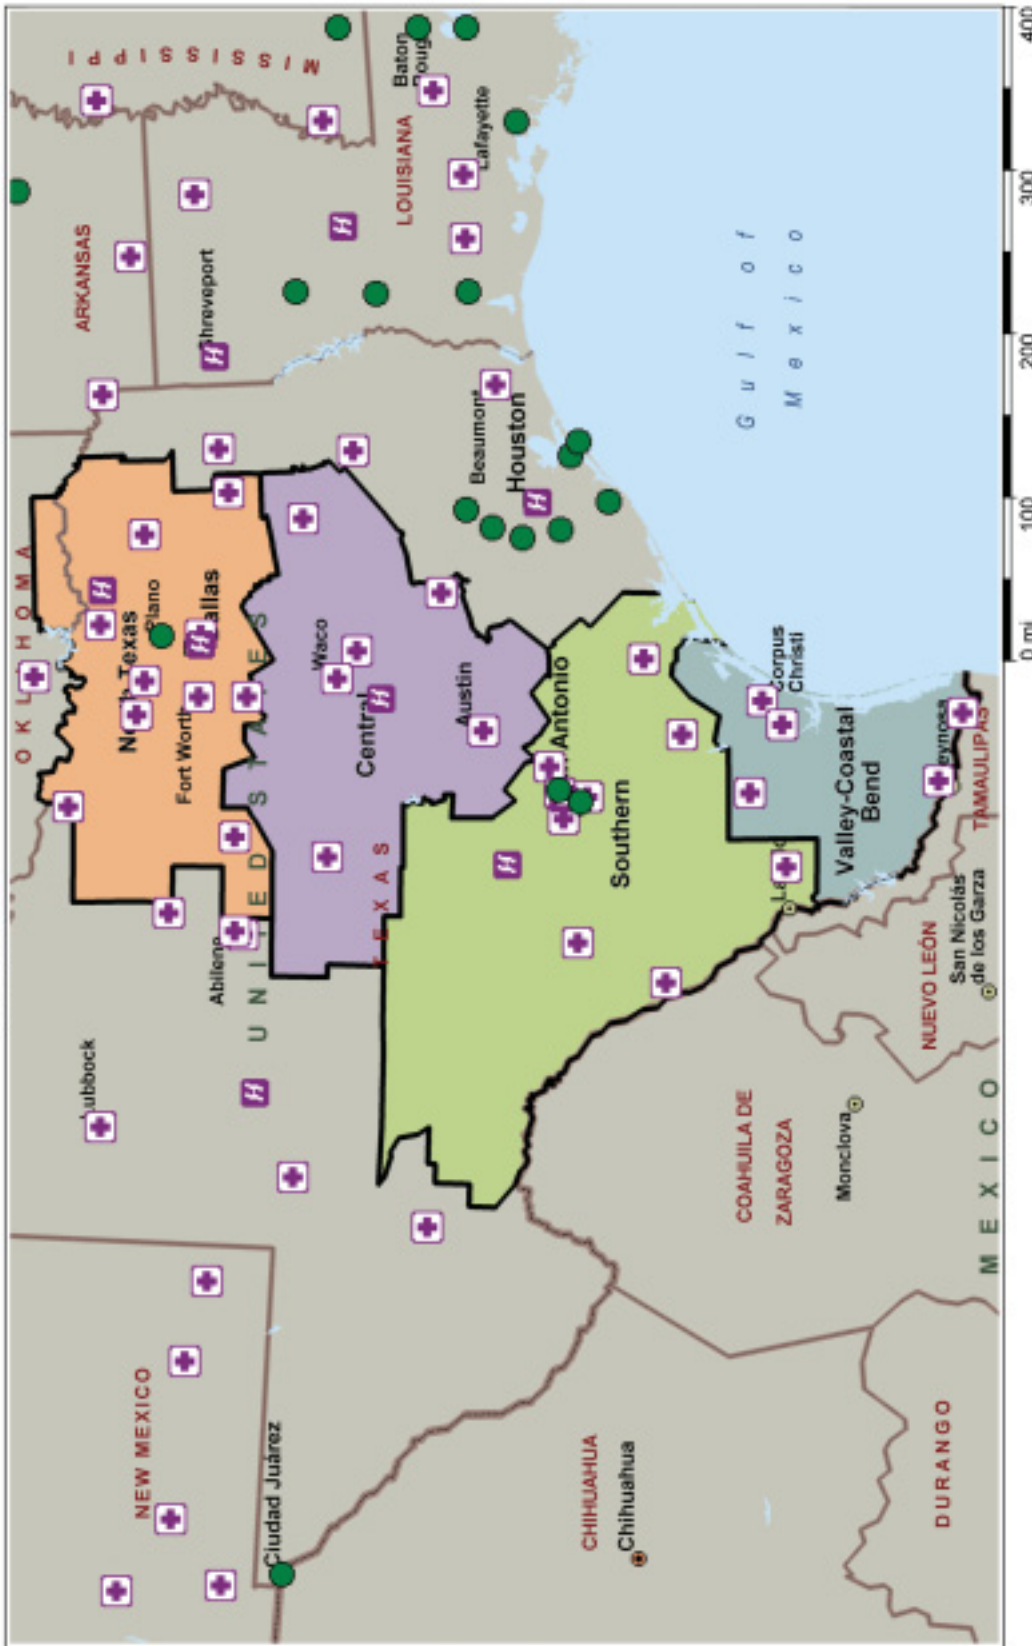 OKLAHOMA
ARKANSAS
MISSISSIPPI
NEW MEXICO
Lubbock
North Texas
Plano
Abilene
Fort Worth
Dallas
Shreveport
UNITED STATES
Ciudad Juárez
Waco
Central
TEXAS
LOUISIANA
Baton
Roug
Austin
Beaumont
Lafayette
Houston
Antonio
CHIHUAHUA
Chihuahua
Southern
COAHUILA DE
ZARAGOZA
Gulf of
Mexico
Corpus
Christi
Monclova
Valley-Coastal
Bend
NUEVO LEÓN
San Nicolás
de los Garza
eynosa
TAMAULIPAS
DURANGO
MEXICO
0 mi
100
200
300
400